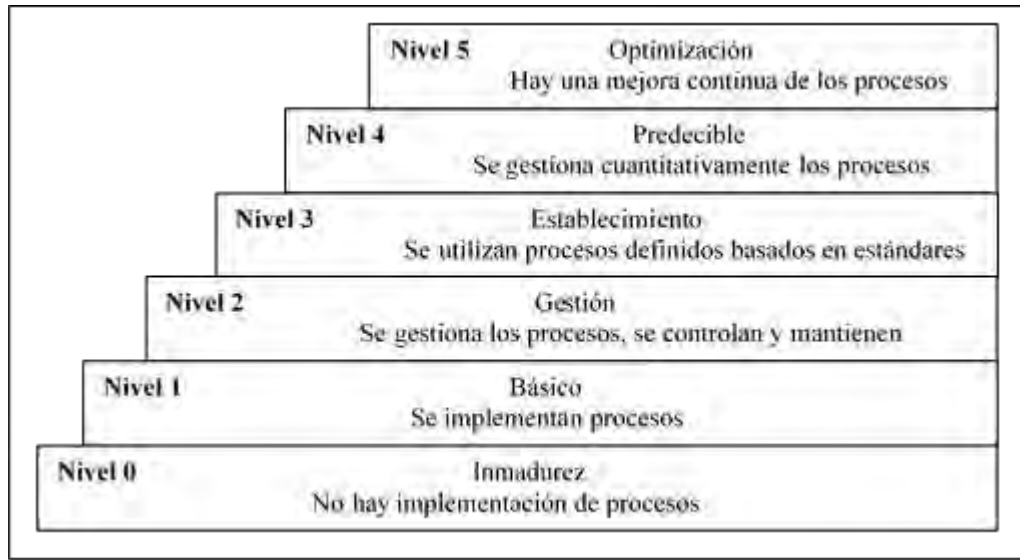 Nivel 5 Optimización
Hay una mejora continua de los procesos
Nivel 4 Predecible
Se gestiona cuantitativamente los procesos
Nivel 3 Establecimiento
Se utilizan procesos definidos basados en estándares
Nivel 2 Gestión
Se gestiona los procesos, se controlan y mantienen
Nivel 1 Básico
Se implementan procesos
Nivel 0 Inmadurez
No hay implementación de procesos